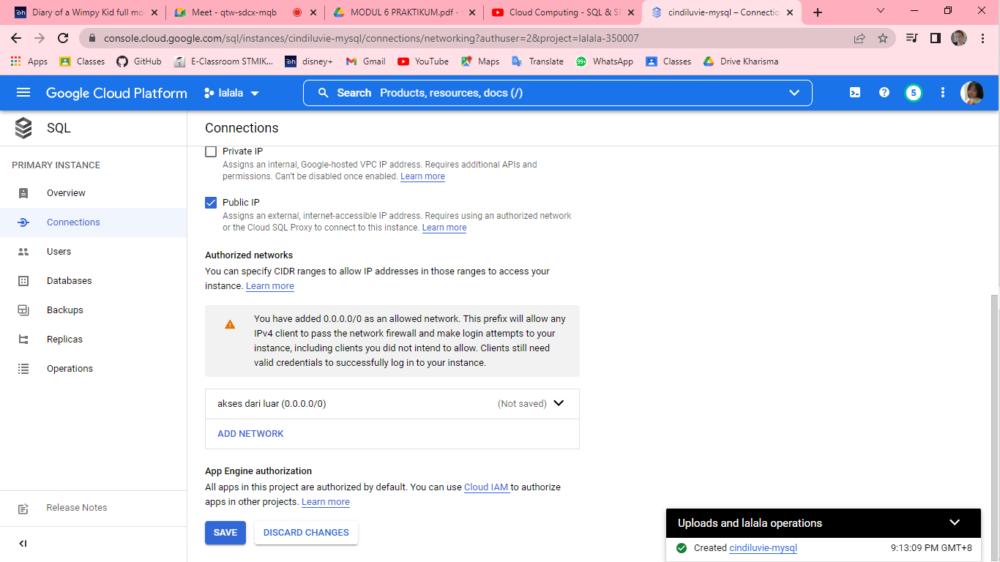 Diary of a Wimpy Kid full mo
Meet - qtw-sdcx-mqb
MODUL 6 PRAKTIKUM.pdf -
Cloud Computing - SQL & SP
cindiluvie-mysql – Connectio
console.cloud.google.com/sql/instances/cindiluvie-mysql/connections/networking?authuser=2&project=lalala-350007
Apps
Classes
GitHub
E-Classroom STMIK...
disney+
Gmail
YouTube
Maps
Translate
99+
WhatsApp
Classes
Drive Kharisma
Google Cloud Platform
lalala
Search Products, resources, docs (/)
5
SQL
Connections
PRIMARY INSTANCE
Overview
Connections
Users
Databases
Backups
Replicas
Operations
Release Notes
Private IP
Assigns an internal, Google-hosted VPC IP address. Requires additional APIs and
permissions. Can't be disabled once enabled. Learn more
Public IP
Assigns an external, internet-accessible IP address. Requires using an authorized network
or the Cloud SQL Proxy to connect to this instance. Learn more
Authorized networks
You can specify CIDR ranges to allow IP addresses in those ranges to access your
instance. Learn more
You have added 0.0.0.0/0 as an allowed network. This prefix will allow any
IPv4 client to pass the network firewall and make login attempts to your
instance, including clients you did not intend to allow. Clients still need
valid credentials to successfully log in to your instance.
akses dari luar (0.0.0.0/0) (Not saved)
ADD NETWORK
App Engine authorization
All apps in this project are authorized by default. You can use Cloud IAM to authorize
apps in other projects. Learn more
SAVE
DISCARD CHANGES
Uploads and lalala operations
Created cindiluvie-mysql 9:13:09 PM GMT+8